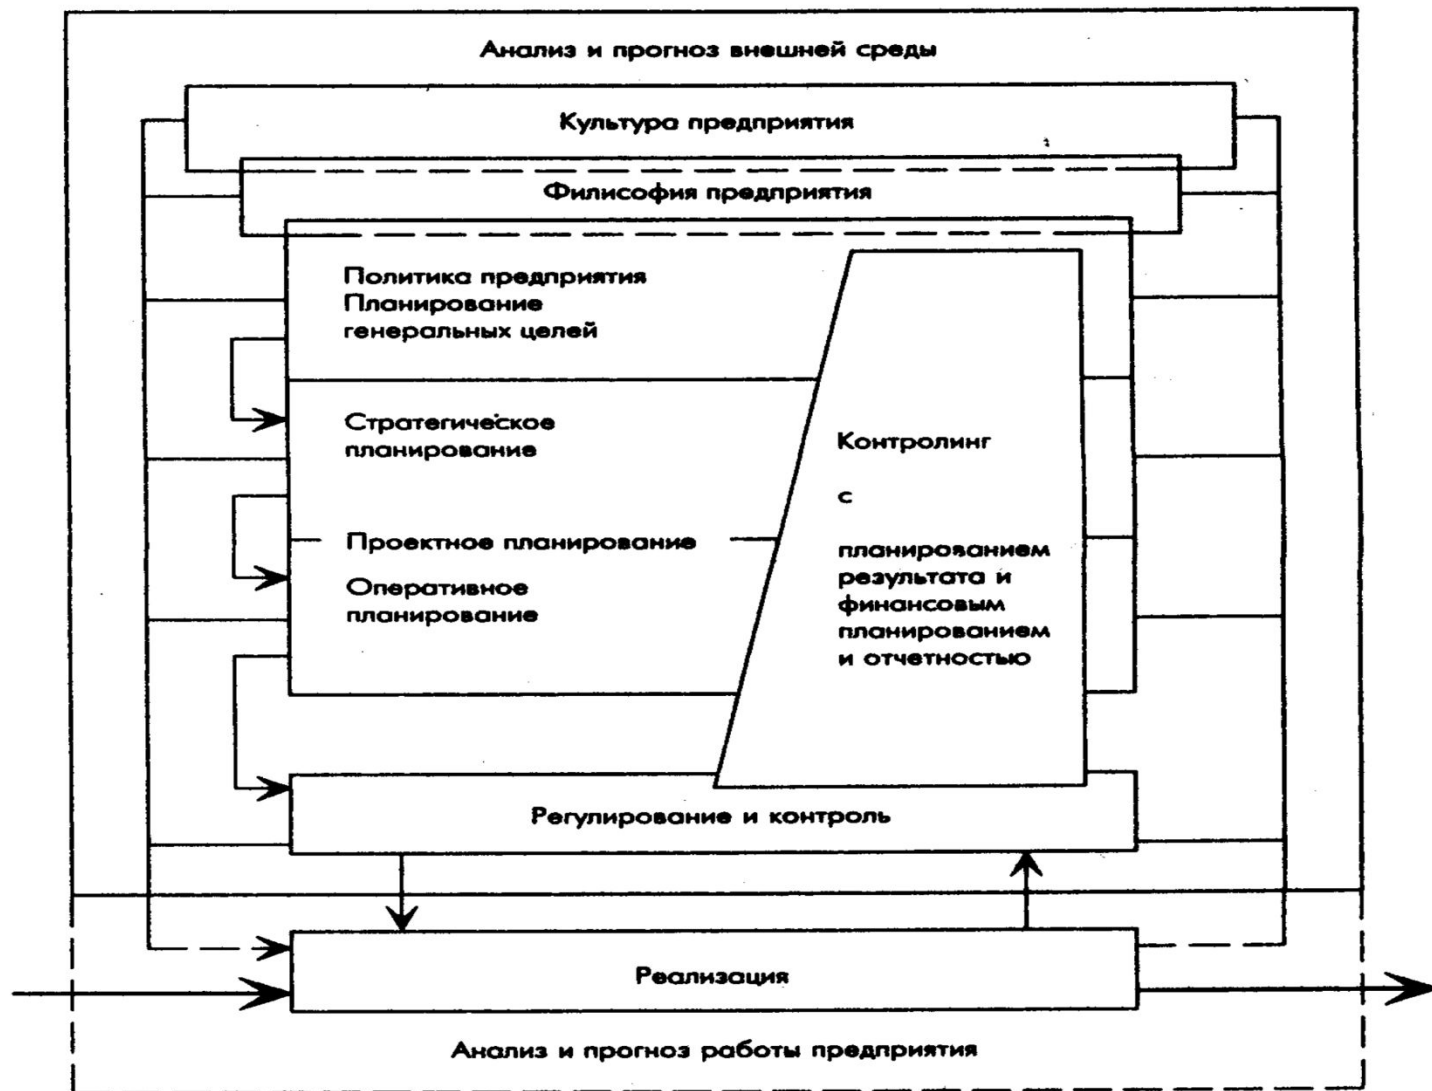 Анализ и прогноз внешней среды
Культура предприятия
Филисофия предприятия
Политика предприятия
Планирование
генеральных целей
Стратегическое
планирование
Проектное планирование
Оперативное
планирование
Контролинг
с
планированием
результата и
финансовым
планированием
и отчетностью
Регулирование и контроль
Реализация
Анализ и прогноз работы предприятия